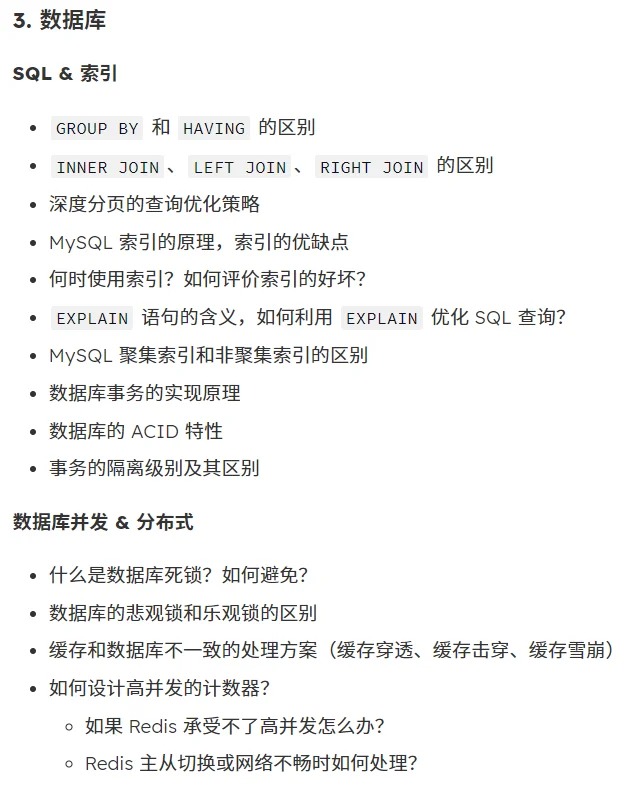 3. 数据库
SQL & 索引
GROUP BY 和 HAVING 的区别
INNER JOIN、LEFT JOIN、RIGHT JOIN 的区别
深度分页的查询优化策略
MySQL 索引的原理，索引的优缺点
何时使用索引？如何评价索引的好坏？
EXPLAIN 语句的含义，如何利用 EXPLAIN 优化 SQL 查询？
MySQL 聚集索引和非聚集索引的区别
数据库事务的实现原理
数据库的 ACID 特性
事务的隔离级别及其区别
数据库并发 & 分布式
什么是数据库死锁？如何避免？
数据库的悲观锁和乐观锁的区别
缓存和数据库不一致的处理方案（缓存穿透、缓存击穿、缓存雪崩）
如何设计高并发的计数器？
如果 Redis 承受不了高并发怎么办？
Redis 主从切换或网络不畅时如何处理？